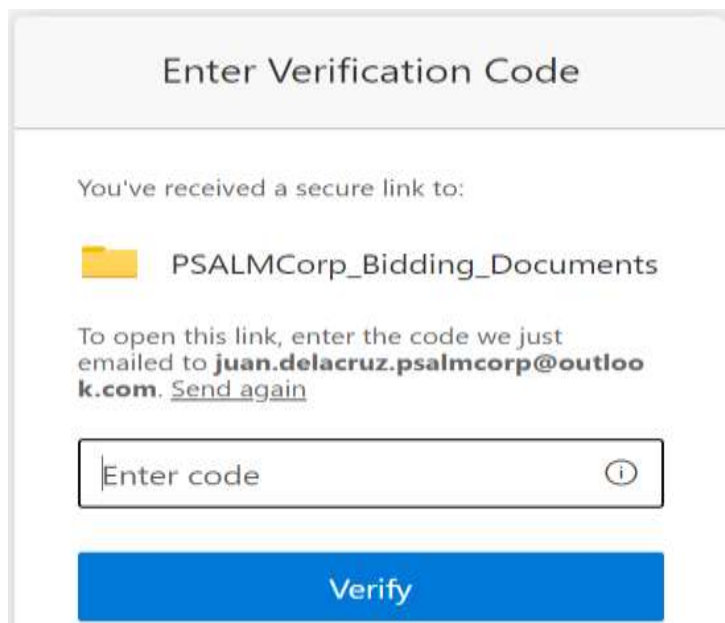 Enter Verification Code
You've received a secure link to:
PSALMCorp_Bidding_Documents
To open this link, enter the code we just
emailed to juan.delacruz.psalmcorp@outloo
k.com. Send again
Enter code
Verify